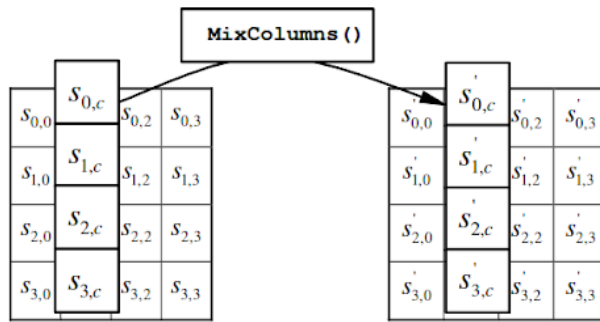 MixColumns()
s0,0 s0,c s0,2 s0,3 s'0,0 s'0,c s'0,2 s'0,3
s1,0 s1,c s1,2 s1,3 s'1,0 s'1,c s'1,2 s'1,3
s2,0 s2,c s2,2 s2,3 s'2,0 s'2,c s'2,2 s'2,3
s3,0 s3,c s3,2 s3,3 s'3,0 s'3,c s'3,2 s'3,3